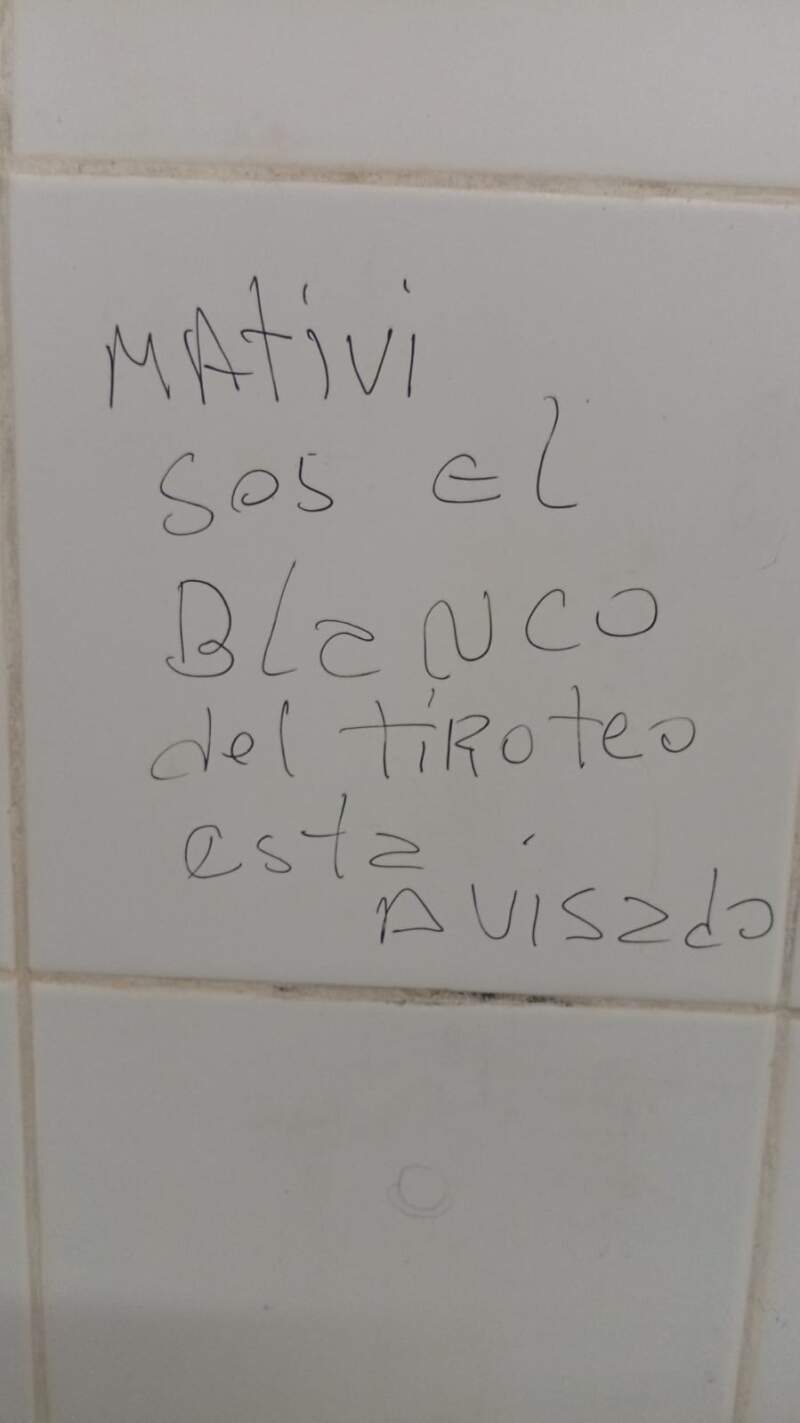 MAtivi
sos el
BlaNco
del tiRoteo
esta
Avisado